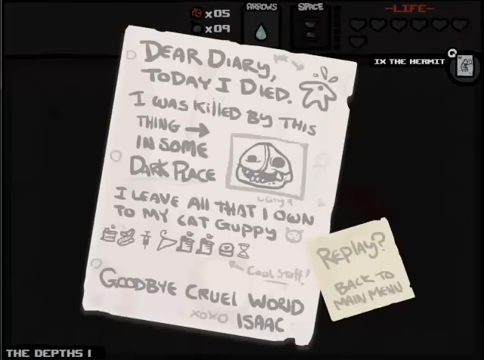 x05
x09
ARROWS
SPACE
-LIFE-
Q
IX THE HERMIT
DEAR DIARY,
TODAY I DIED.
I WAS KILLED BY THIS
THING
IN SOME
DARK PLACE
I LEAVE ALL THAT I OWN
TO MY CAT GUPPY
Cool stuff!
GOODBYE CRUEL WORLD
XOXO ISAAC
Replay?
BACK TO
MAIN MENU
THE DEPTHS I